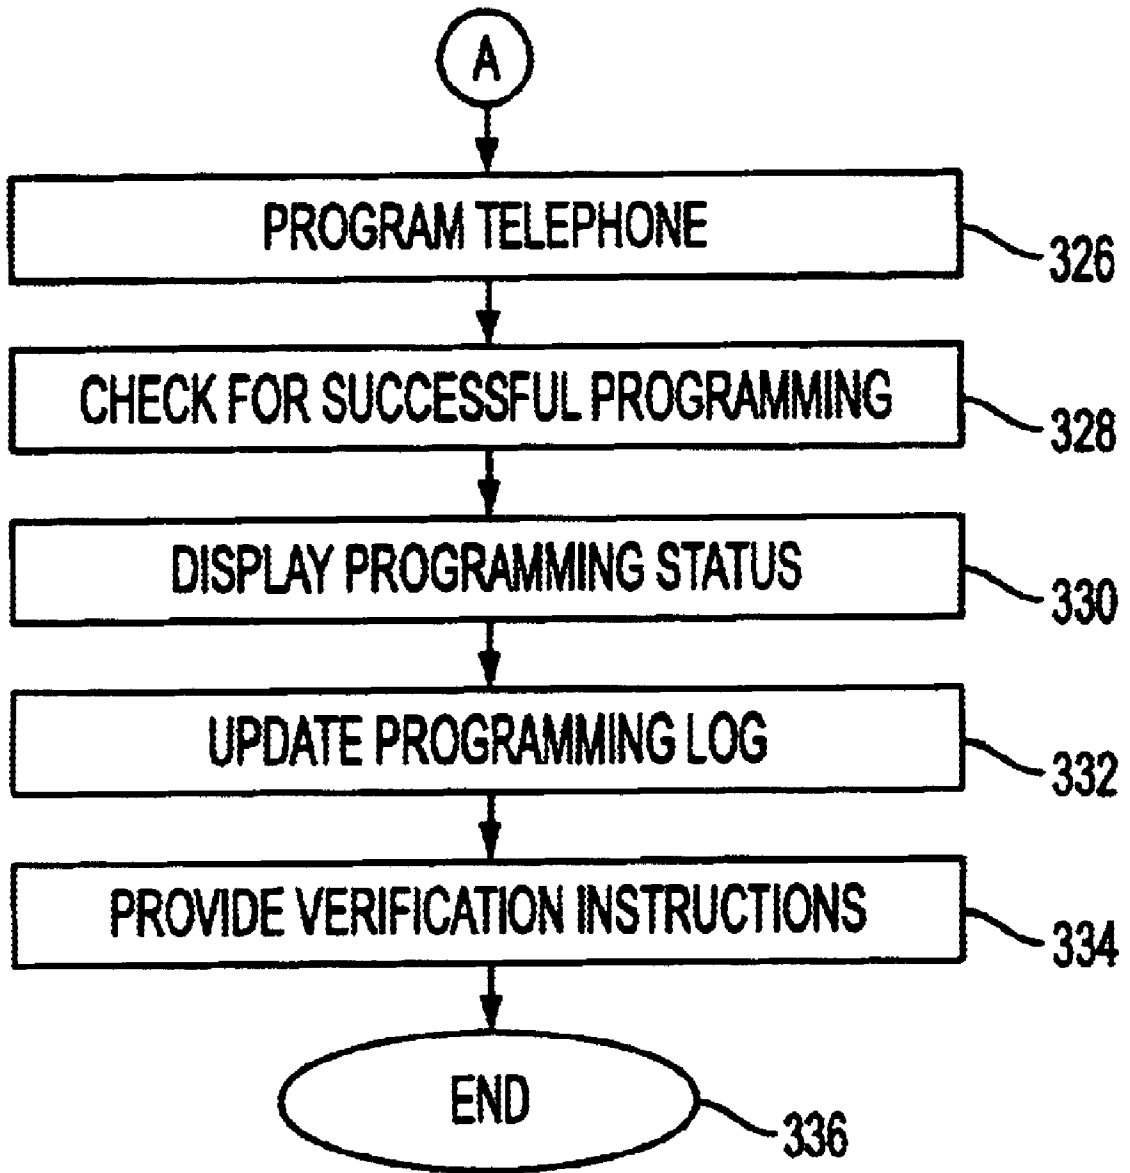 A
PROGRAM TELEPHONE
326
CHECK FOR SUCCESSFUL PROGRAMMING
328
DISPLAY PROGRAMMING STATUS
330
UPDATE PROGRAMMING LOG
332
PROVIDE VERIFICATION INSTRUCTIONS
334
END
336